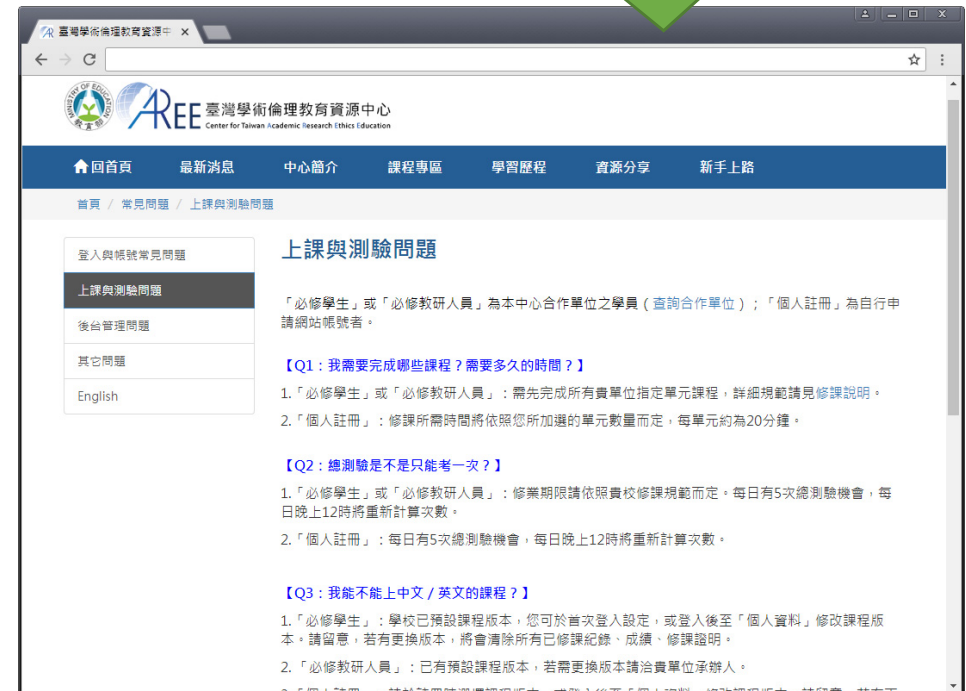 臺灣學術倫理教育資源中
MINISTRY OF EDUCATION
教育部
AREE 臺灣學術倫理教育資源中心
Center for Taiwan Academic Research Ethics Education
回首頁 最新消息 中心簡介 課程專區 學習歷程 資源分享 新手上路
首頁 / 常見問題 / 上課與測驗問題
登入與帳號常見問題
上課與測驗問題
後台管理問題
其它問題
English
上課與測驗問題
「必修學生」或「必修教研人員」為本中心合作單位之學員(查詢合作單位);「個人註冊」為自行申
請網站帳號者。
【Q1:我需要完成哪些課程?需要多久的時間?】
1.「必修學生」或「必修教研人員」:需先完成所有貴單位指定單元課程,詳細規範請見修課說明。
2.「個人註冊」:修課所需時間將依照您所加選的單元數量而定,每單元約為20分鐘。
【Q2:總測驗是不是只能考一次?】
1.「必修學生」或「必修教研人員」:修業期限請依照貴校修課規範而定。每日有5次總測驗機會,每
日晚上12時將重新計算次數。
2.「個人註冊」:每日有5次總測驗機會,每日晚上12時將重新計算次數。
【Q3:我能不能上中文 / 英文的課程?】
1.「必修學生」:學校已預設課程版本,您可於首次登入設定,或登入後至「個人資料」修改課程版
本。請留意,若有更換版本,將會清除所有已修課紀錄、成績、修課證明。
2.「必修教研人員」:已有預設課程版本,若需更換版本請洽貴單位承辦人。